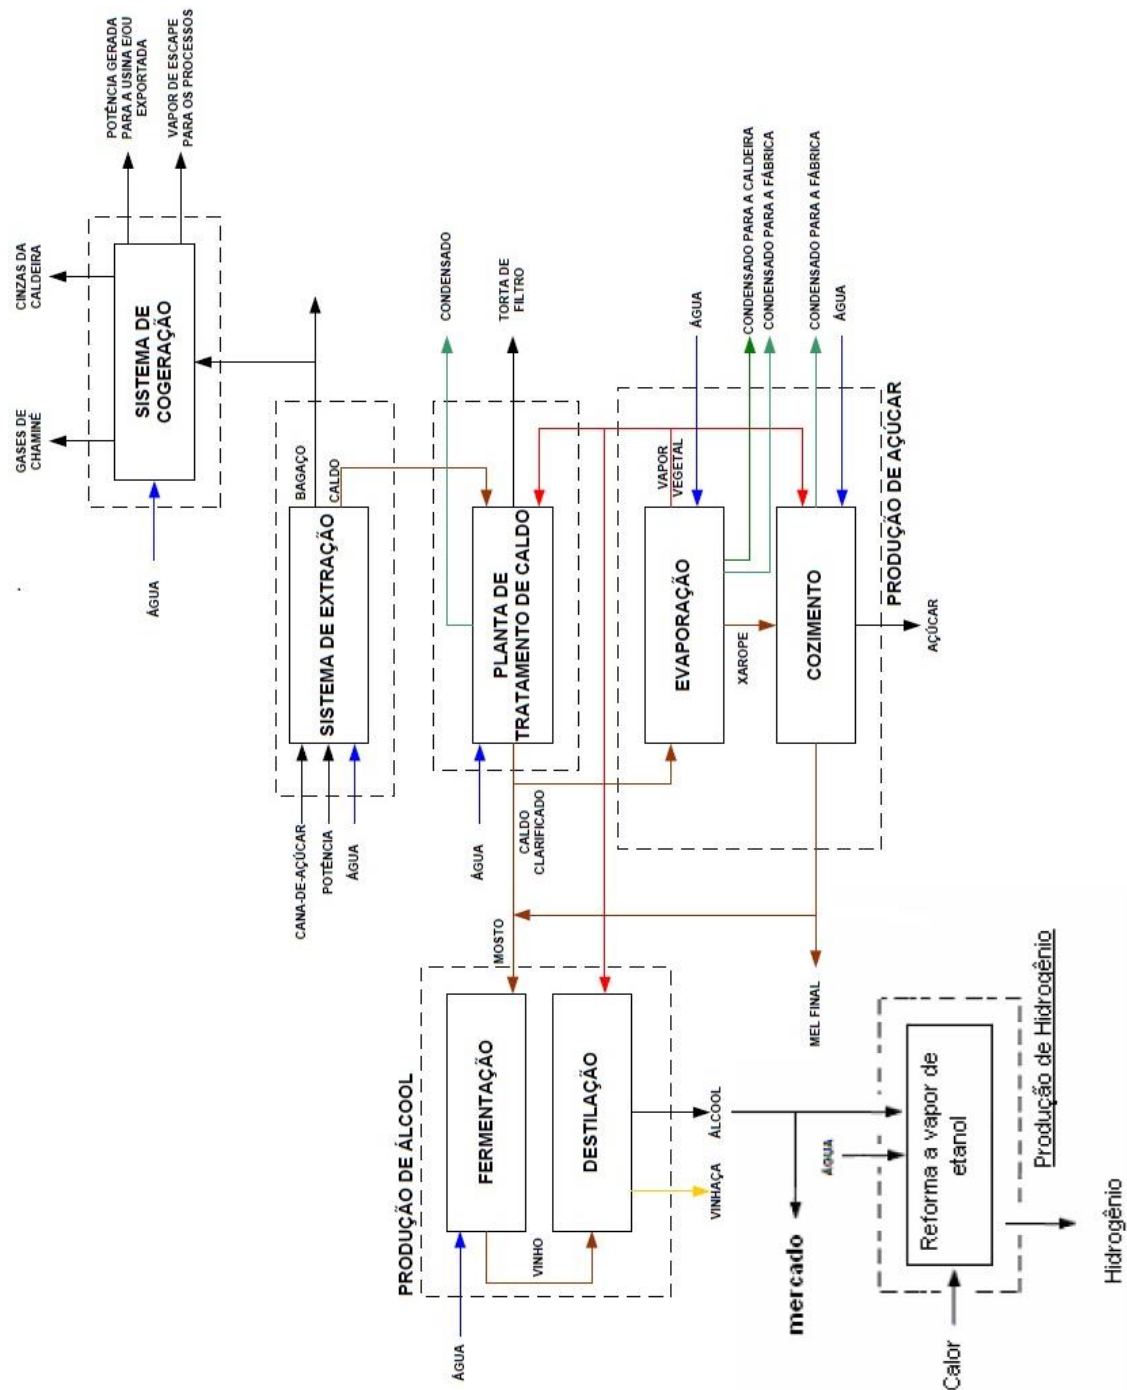 POTÊNCIA GERADA
PARA A USINA E/OU
EXPORTADA
VAPOR DE ESCAPE
PARA OS PROCESSOS
CINZAS DA
CALDEIRA
GASES DE
CHAMINÉ
SISTEMA DE
COGERAÇÃO
ÁGUA
BAGAÇO
CALDO
SISTEMA DE EXTRAÇÃO
CANA-DE-AÇÚCAR
POTÊNCIA
ÁGUA
CONDENSADO
TORTA DE
FILTRO
PLANTA DE
TRATAMENTO DE CALDO
ÁGUA
CALDO
CLARIFICADO
MOSTO
ÁGUA
CONDENSADO PARA A CALDEIRA
CONDENSADO PARA A FÁBRICA
CONDENSADO PARA A FÁBRICA
ÁGUA
VAPOR
VEGETAL
EVAPORAÇÃO
XAROPE
COZIMENTO
PRODUÇÃO DE AÇÚCAR
AÇÚCAR
MEL FINAL
PRODUÇÃO DE ÁLCOOL
FERMENTAÇÃO
DESTILAÇÃO
ÁGUA
VINHO
VINHAÇA
ÁLCOOL
mercado
ÁGUA
Reforma a vapor de
etanol
Produção de Hidrogênio
Calor
Hidrogênio